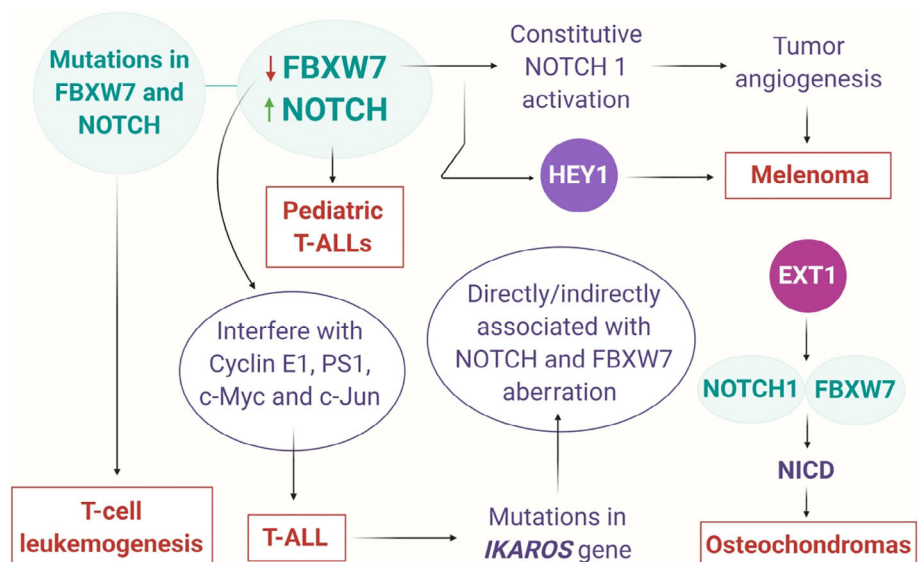 Mutations in
FBXW7 and
NOTCH
↓ FBXW7
↑ NOTCH
Constitutive
NOTCH 1
activation
Tumor
angiogenesis
HEY1
Melenoma
Pediatric
T-ALLs
EXT1
Interfere with
Cyclin E1, PS1,
c-Myc and c-Jun
Directly/indirectly
associated with
NOTCH and FBXW7
aberration
NOTCH1
FBXW7
NICD
T-cell
leukemogenesis
T-ALL
Mutations in
IKAROS gene
Osteochondromas